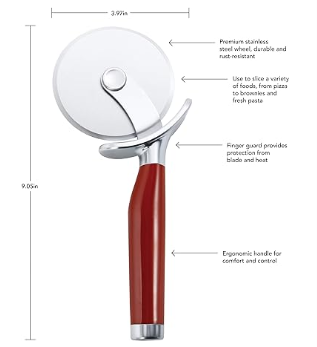 3.97in
Premium stainless
steel wheel, durable and
rust-resistant
Use to slice a variety
of foods, from pizza
to brownies and
fresh pasta
Finger guard provides
protection from
blade and heat
9.05in
Ergonomic handle for
comfort and control